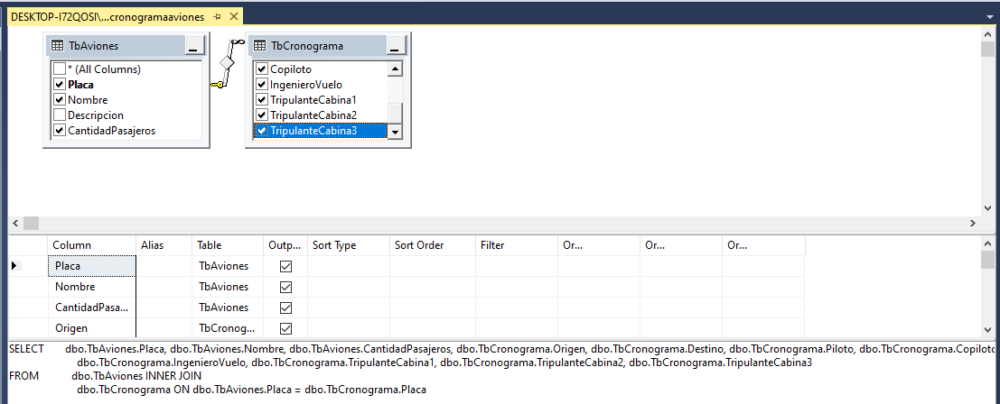 DESKTOP-I72QOSI\...cronogramaaviones
TbAviones
* (All Columns)
Placa
Nombre
Descripcion
CantidadPasajeros
TbCronograma
Copiloto
IngenieroVuelo
TripulanteCabina1
TripulanteCabina2
TripulanteCabina3
Column Alias Table Outp... Sort Type Sort Order Filter Or... Or... Or...
Placa TbAviones
Nombre TbAviones
CantidadPasa... TbAviones
Origen TbCronog...
SELECT dbo.TbAviones.Placa, dbo.TbAviones.Nombre, dbo.TbAviones.CantidadPasajeros, dbo.TbCronograma.Origen, dbo.TbCronograma.Destino, dbo.TbCronograma.Piloto, dbo.TbCronograma.Copiloto
dbo.TbCronograma.IngenieroVuelo, dbo.TbCronograma.TripulanteCabina1, dbo.TbCronograma.TripulanteCabina2, dbo.TbCronograma.TripulanteCabina3
FROM dbo.TbAviones INNER JOIN
dbo.TbCronograma ON dbo.TbAviones.Placa = dbo.TbCronograma.Placa